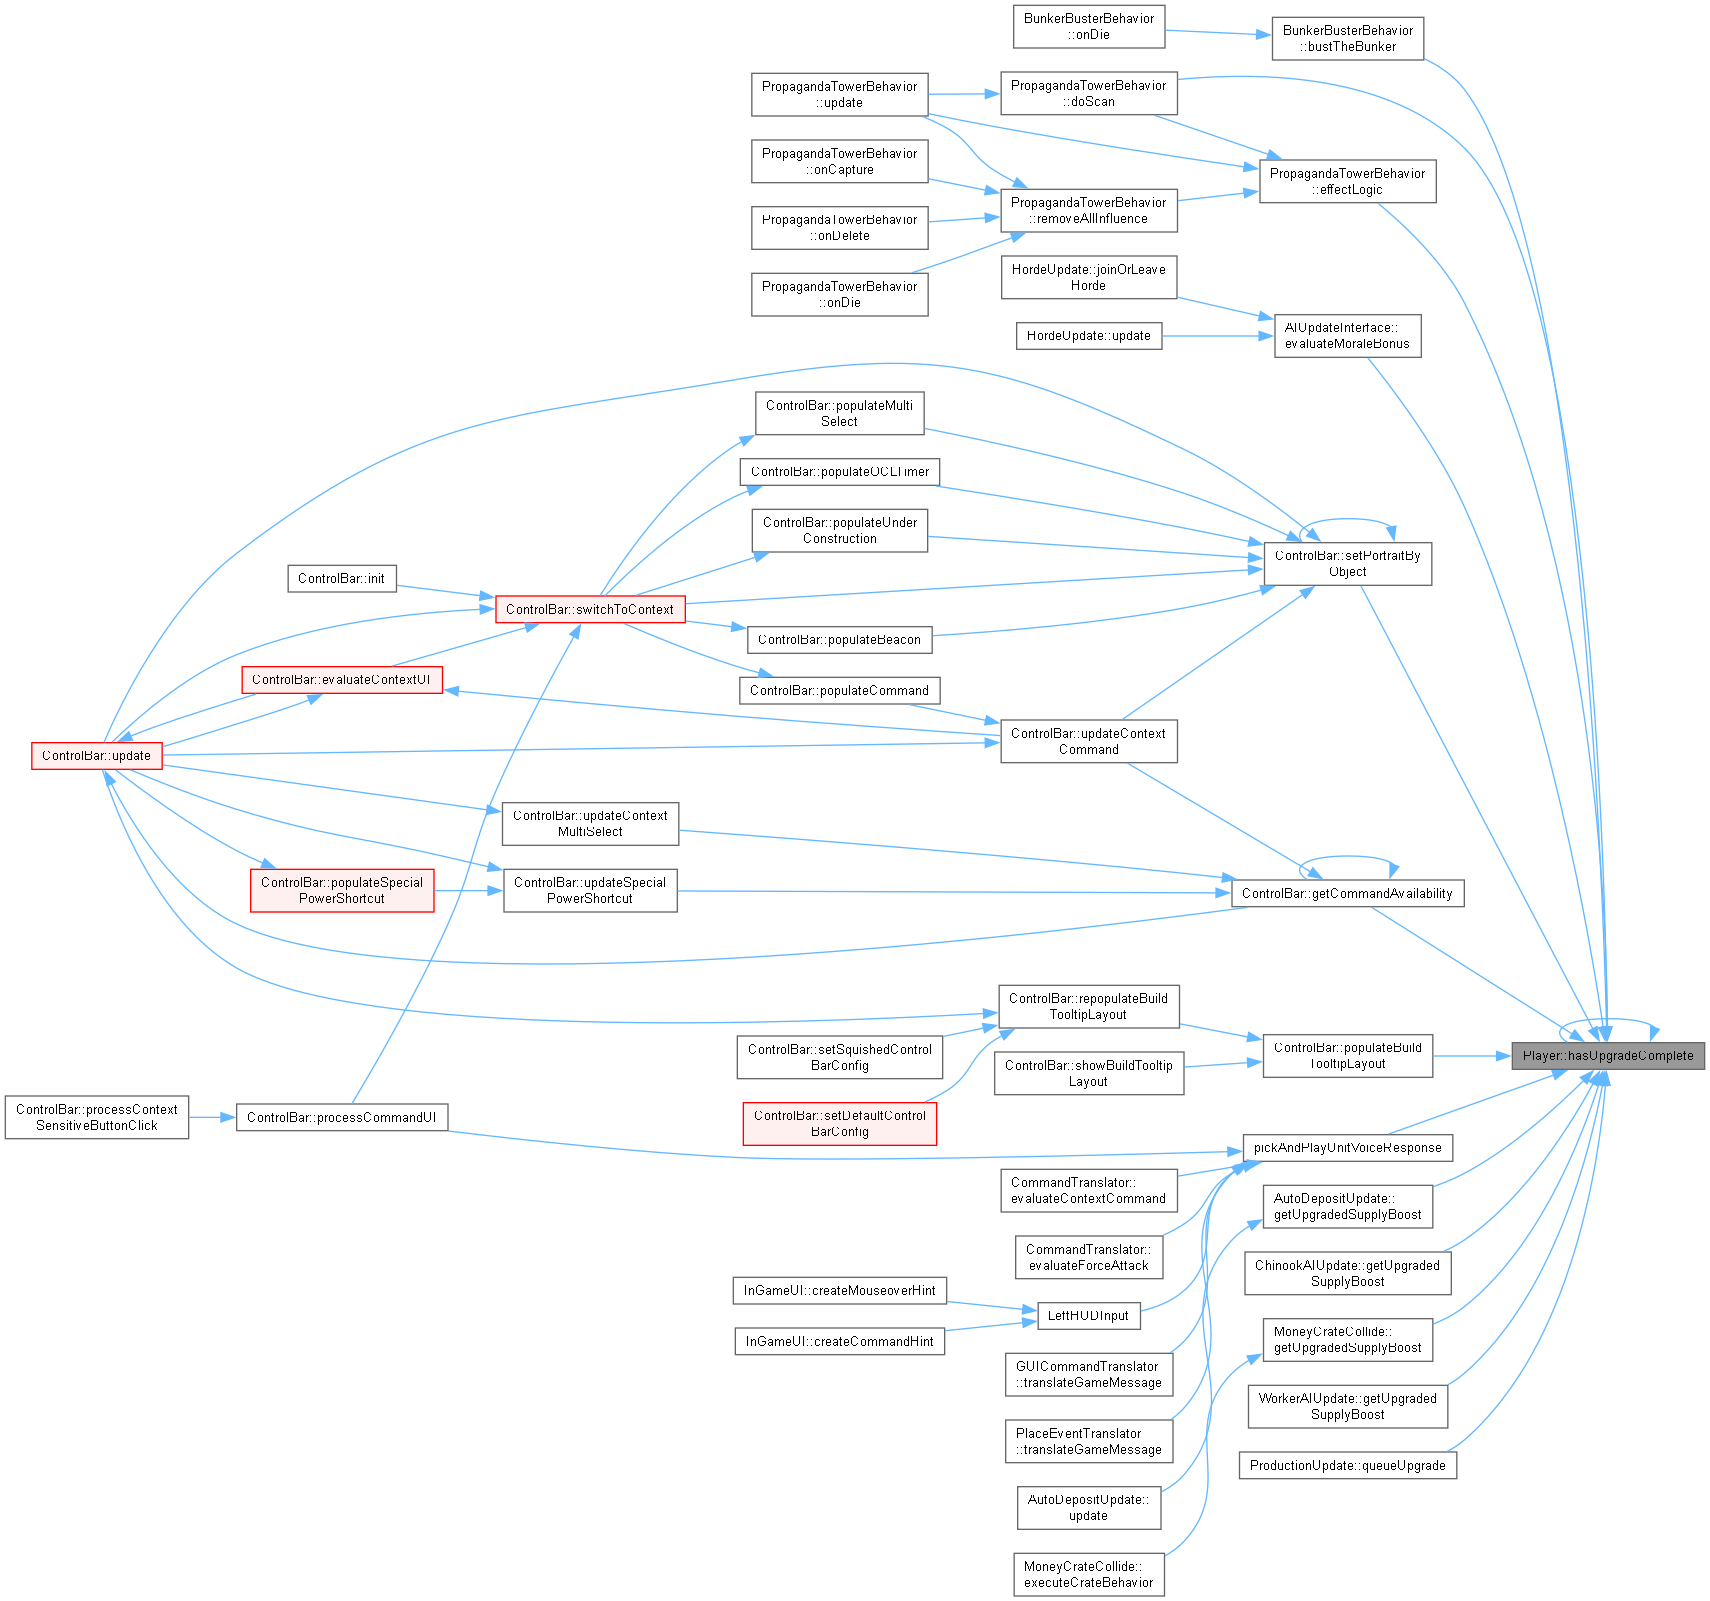 BunkerBusterBehavior
::onDie
BunkerBusterBehavior
::bustTheBunker
PropagandaTowerBehavior
::update
PropagandaTowerBehavior
::doScan
PropagandaTowerBehavior
::onCapture
PropagandaTowerBehavior
::effectLogic
PropagandaTowerBehavior
::removeAllInfluence
PropagandaTowerBehavior
::onDelete
PropagandaTowerBehavior
::onDie
HordeUpdate::joinOrLeave
Horde
HordeUpdate::update
AIUpdateInterface::
evaluateMoraleBonus
ControlBar::populateMulti
Select
ControlBar::populateOCLTimer
ControlBar::populateUnder
Construction
ControlBar::setPortraitBy
Object
ControlBar::init
ControlBar::switchToContext
ControlBar::populateBeacon
ControlBar::evaluateContextUI
ControlBar::populateCommand
ControlBar::update
ControlBar::updateContext
Command
ControlBar::updateContext
MultiSelect
ControlBar::populateSpecial
PowerShortcut
ControlBar::updateSpecial
PowerShortcut
ControlBar::getCommandAvailability
ControlBar::repopulateBuild
TooltipLayout
ControlBar::setSquishedControl
BarConfig
ControlBar::showBuildTooltip
Layout
ControlBar::populateBuild
TooltipLayout
Player::hasUpgradeComplete
ControlBar::processContext
SensitiveButtonClick
ControlBar::processCommandUI
ControlBar::setDefaultControl
BarConfig
pickAndPlayUnitVoiceResponse
CommandTranslator::
evaluateContextCommand
AutoDepositUpdate::
getUpgradedSupplyBoost
CommandTranslator::
evaluateForceAttack
ChinookAIUpdate::getUpgraded
SupplyBoost
InGameUI::createMouseoverHint
LeftHUDInput
InGameUI::createCommandHint
MoneyCrateCollide::
getUpgradedSupplyBoost
GUICommandTranslator
::translateGameMessage
WorkerAIUpdate::getUpgraded
SupplyBoost
PlaceEventTranslator
::translateGameMessage
ProductionUpdate::queueUpgrade
AutoDepositUpdate::
update
MoneyCrateCollide::
executeCrateBehavior